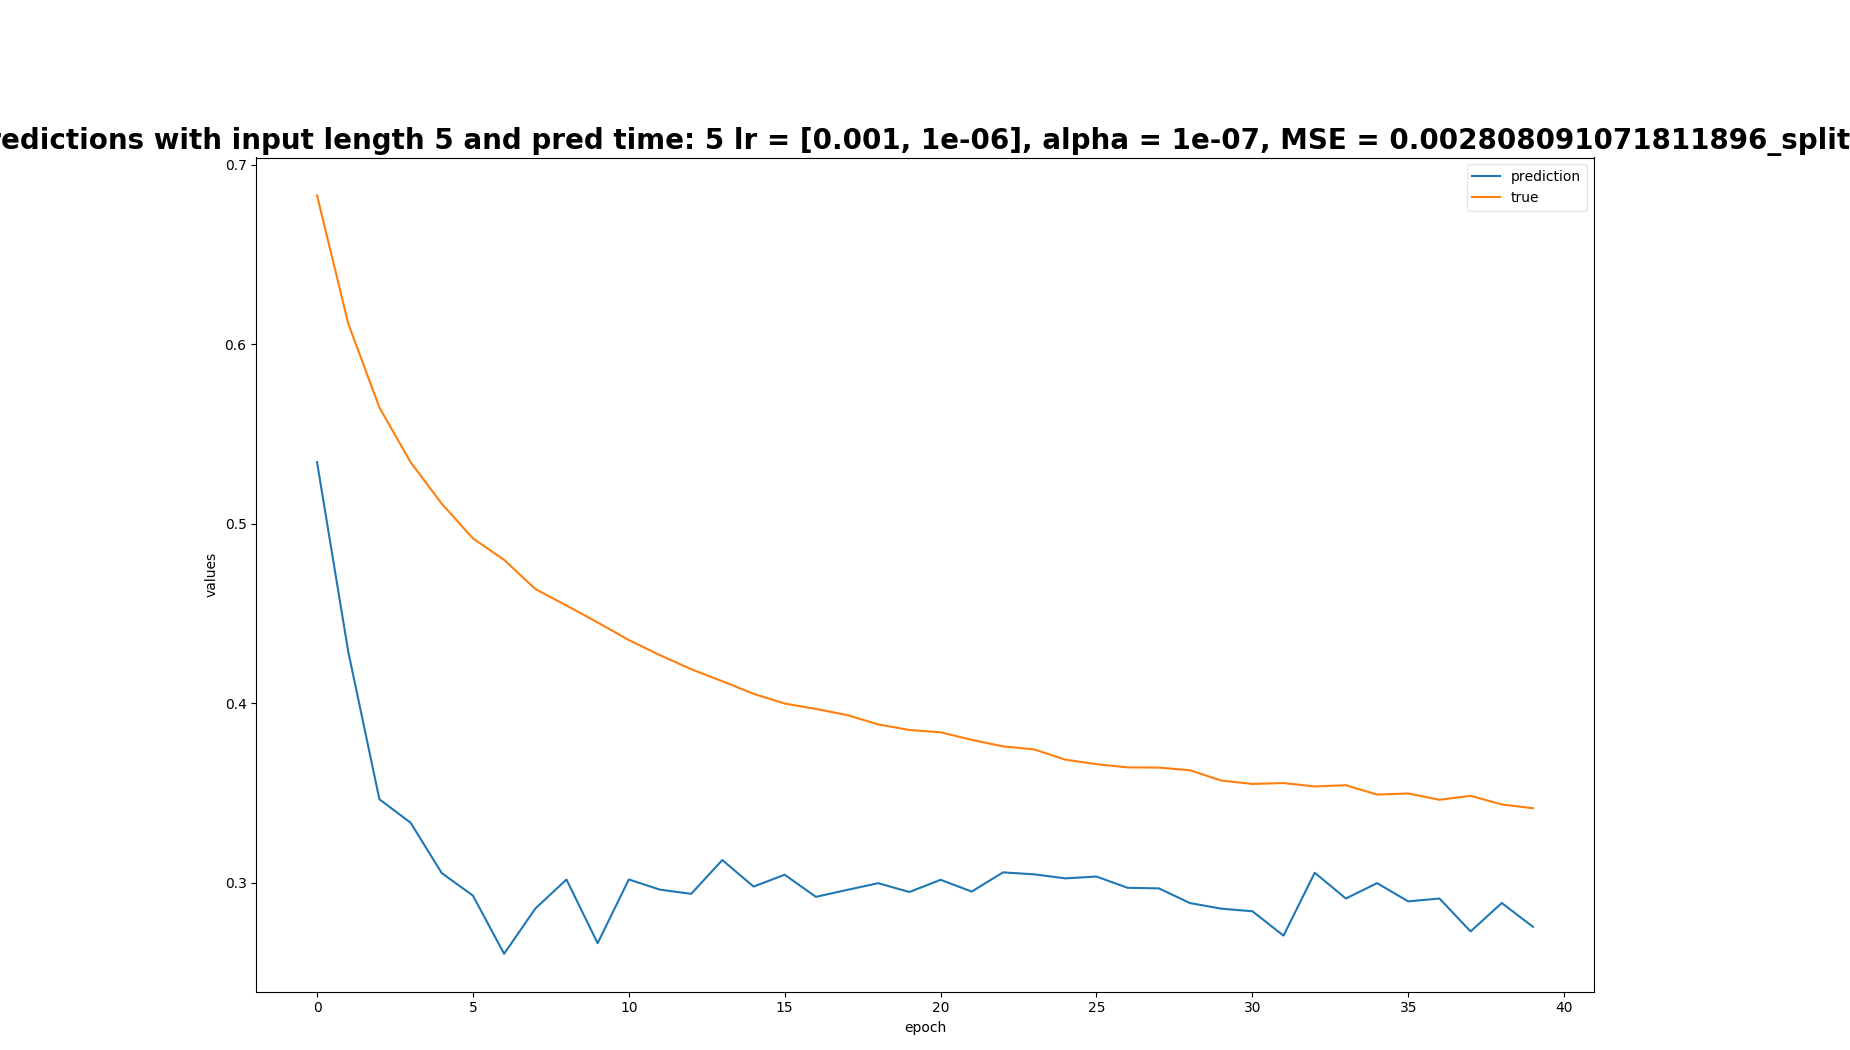 redictions with input length 5 and pred time: 5 lr = [0.001, 1e-06], alpha = 1e-07, MSE = 0.002808091071811896_split
prediction
true
0.7
0.6
0.5
0.4
0.3
values
0 5 10 15 20 25 30 35 40
epoch